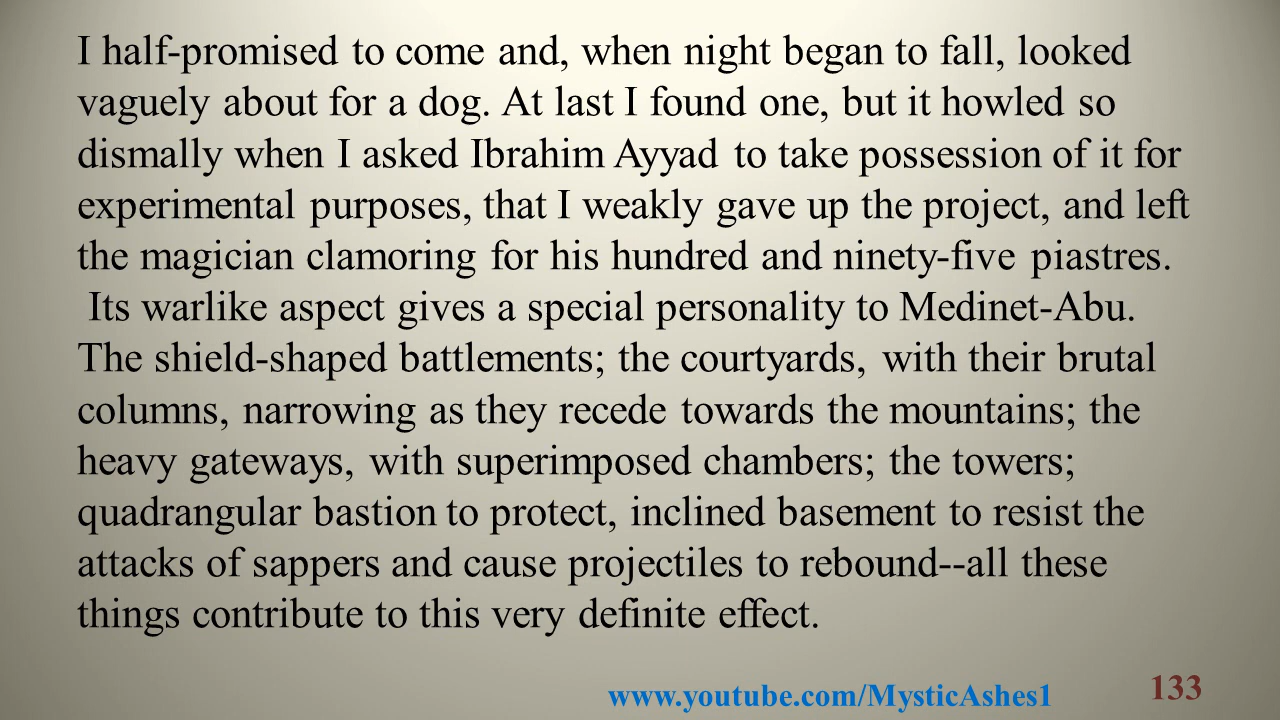 I half-promised to come and, when night began to fall, looked
vaguely about for a dog. At last I found one, but it howled so
dismally when I asked Ibrahim Ayyad to take possession of it for
experimental purposes, that I weakly gave up the project, and left
the magician clamoring for his hundred and ninety-five piastres.
Its warlike aspect gives a special personality to Medinet-Abu.
The shield-shaped battlements; the courtyards, with their brutal
columns, narrowing as they recede towards the mountains; the
heavy gateways, with superimposed chambers; the towers;
quadrangular bastion to protect, inclined basement to resist the
attacks of sappers and cause projectiles to rebound--all these
things contribute to this very definite effect.
www.youtube.com/MysticAshes1
133